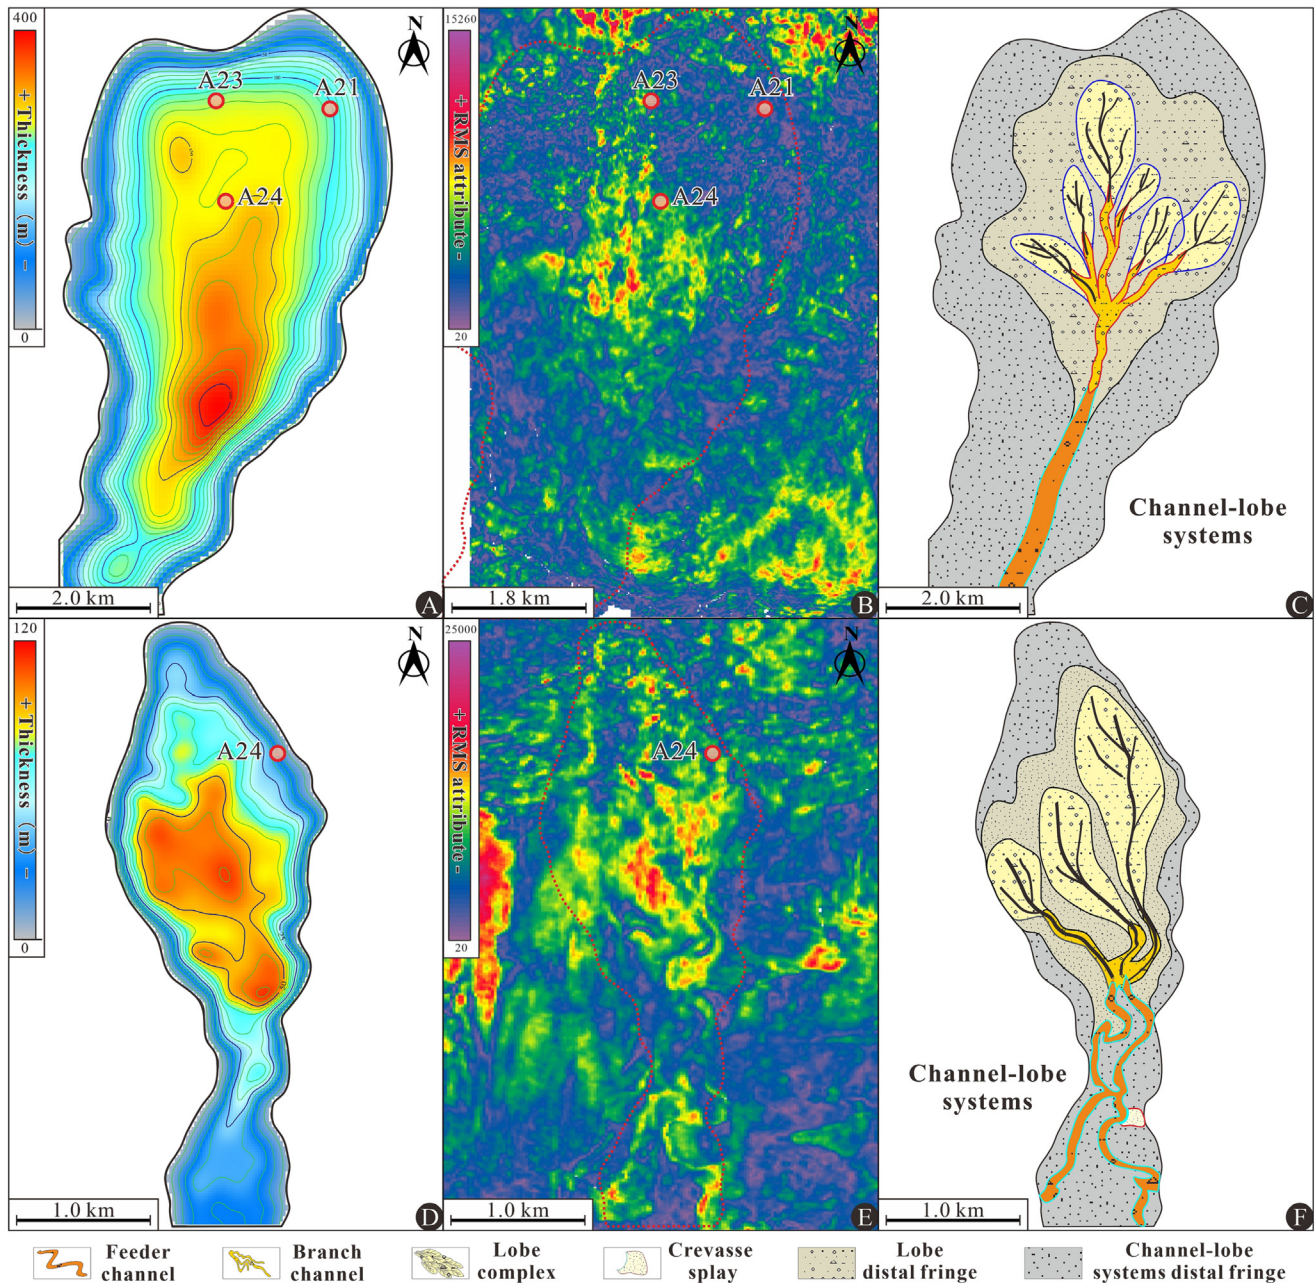 400
+ Thickness (m) -
0
A23
A21
A24
N
2.0 km
A
15260
+ RMS attribute -
20
A23
A21
A24
N
1.8 km
B
Channel-lobe
systems
2.0 km
C
120
+ Thickness (m) -
0
A24
N
1.0 km
D
25000
+ RMS attribute -
20
A24
N
1.0 km
E
Channel-lobe
systems
1.0 km
F
Feeder
channel
Branch
channel
Lobe
complex
Crevasse
splay
Lobe
distal fringe
Channel-lobe
systems distal fringe